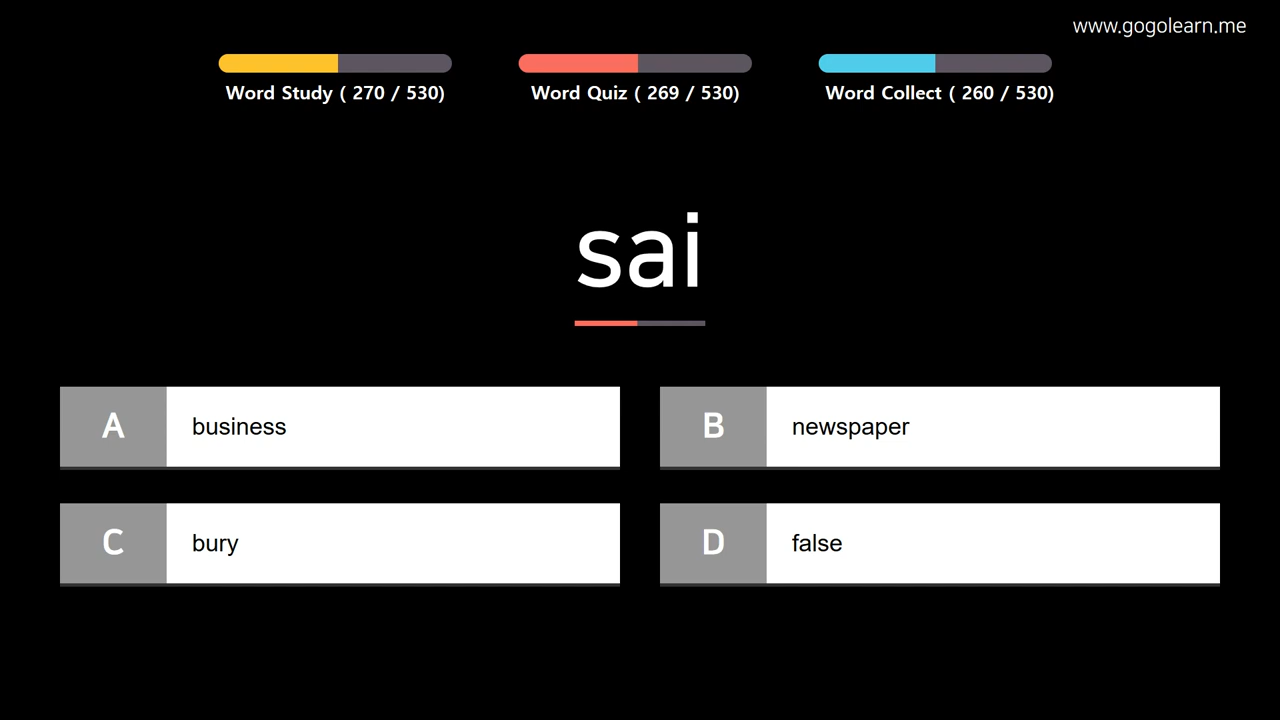 www.gogolearn.me
Word Study ( 270 / 530)
Word Quiz ( 269 / 530)
Word Collect ( 260 / 530)
sai
A business
B newspaper
C bury
D false